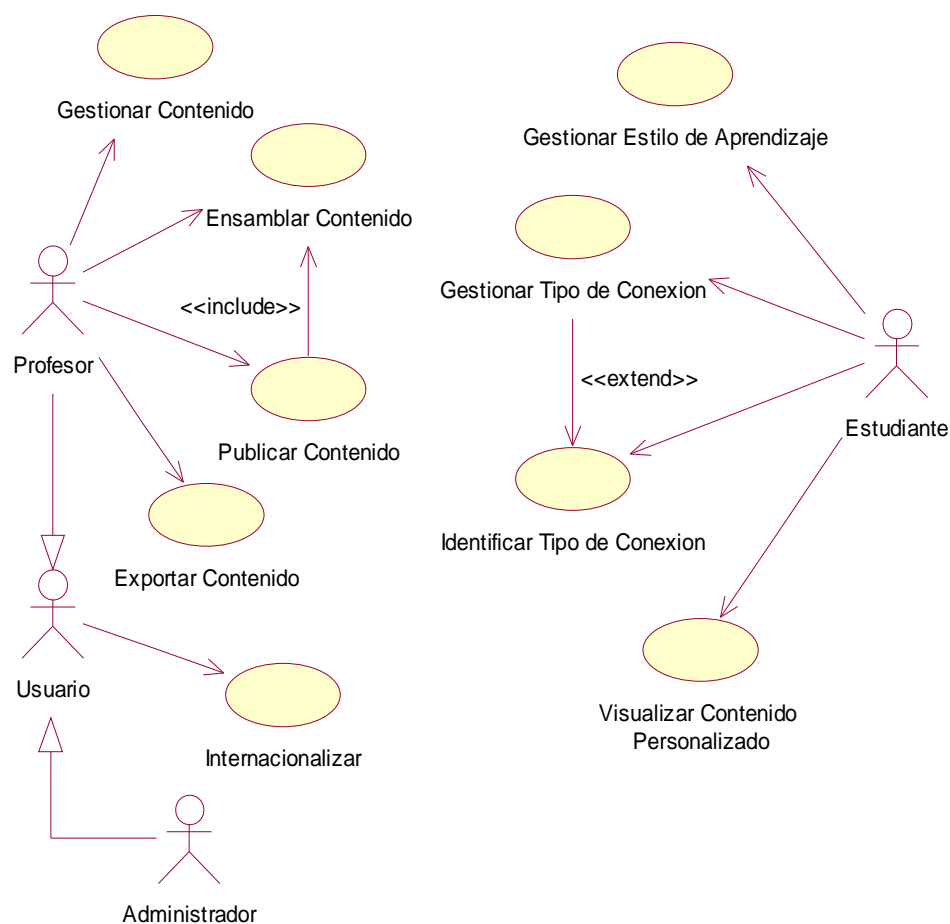 Gestionar Contenido
Gestionar Estilo de Aprendizaje
Ensamblar Contenido
Gestionar Tipo de Conexion
<<include>>
Profesor
<<extend>>
Estudiante
Publicar Contenido
Identificar Tipo de Conexion
Exportar Contenido
Usuario
Internacionalizar
Visualizar Contenido
Personalizado
Administrador